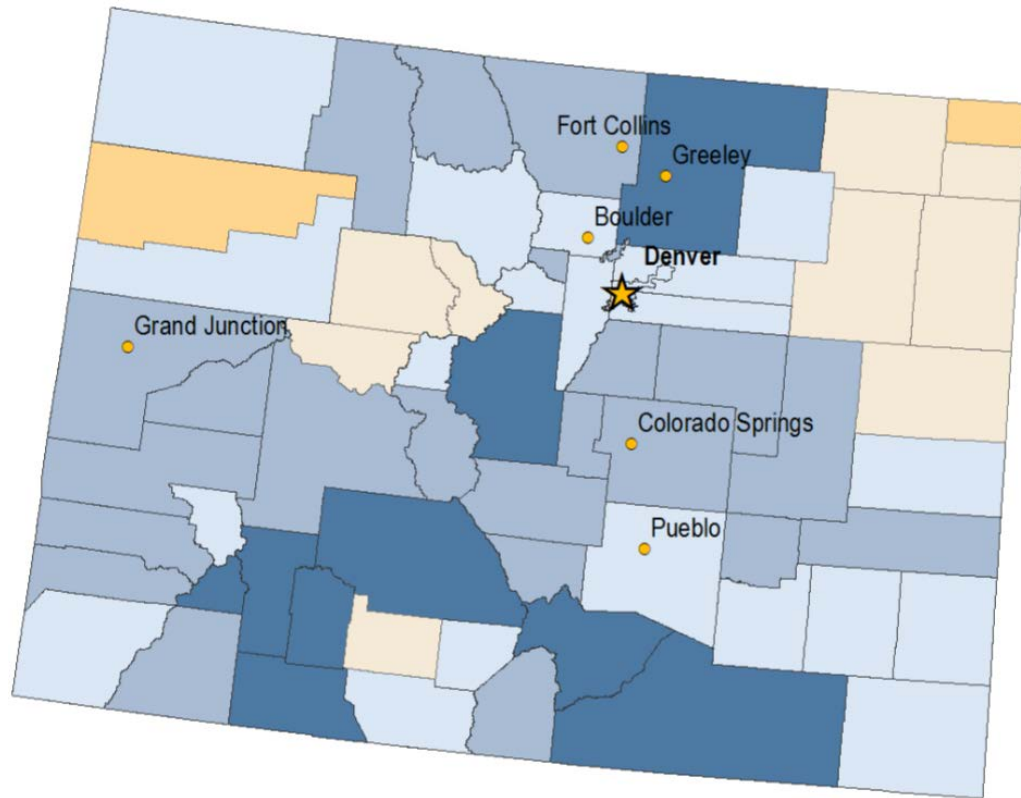 Fort Collins
Greeley
Boulder
Denver
Grand Junction
Colorado Springs
Pueblo